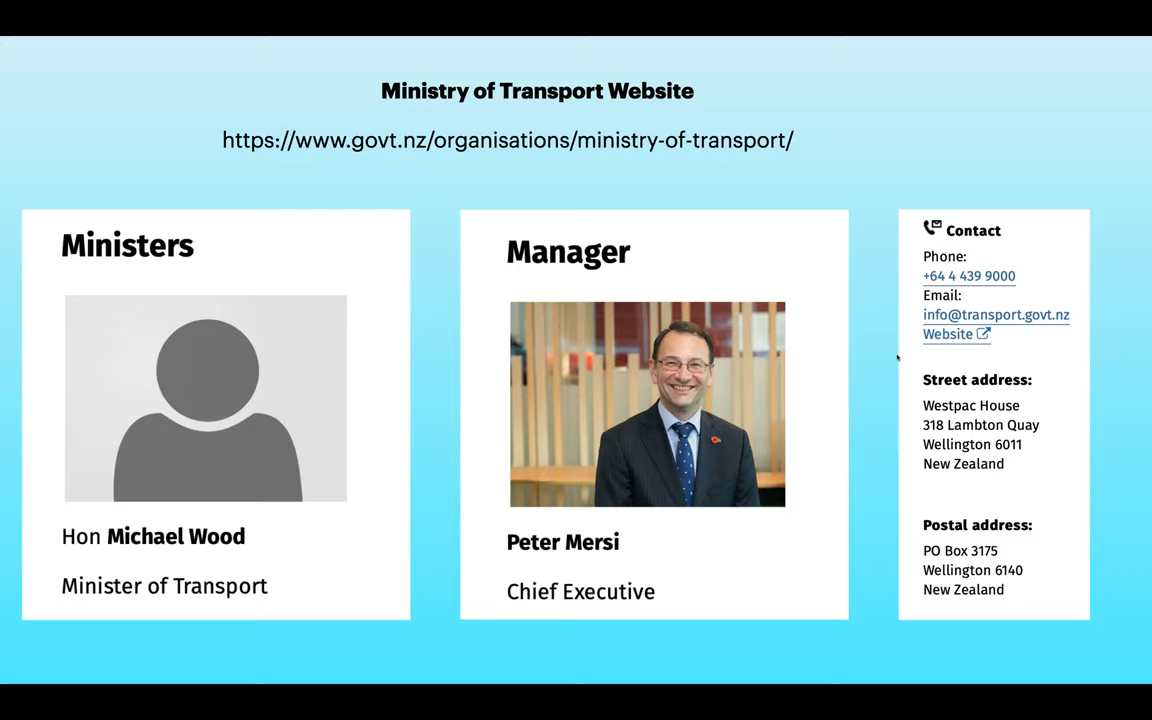 Ministry of Transport Website
https://www.govt.nz/organisations/ministry-of-transport/
Ministers
Hon Michael Wood
Minister of Transport
Manager
Peter Mersi
Chief Executive
Contact
Phone:
+64 4 439 9000
Email:
info@transport.govt.nz
Website
Street address:
Westpac House
318 Lambton Quay
Wellington 6011
New Zealand
Postal address:
PO Box 3175
Wellington 6140
New Zealand